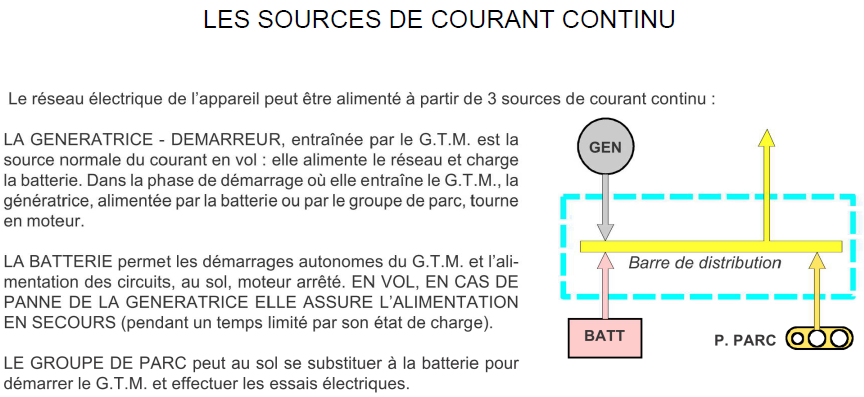 LES SOURCES DE COURANT CONTINU
Le réseau électrique de l'appareil peut être alimenté à partir de 3 sources de courant continu :
LA GENERATRICE - DEMARREUR, entraînée par le G.T.M. est la
source normale du courant en vol : elle alimente le réseau et charge
la batterie. Dans la phase de démarrage où elle entraîne le G.T.M., la
génératrice, alimentée par la batterie ou par le groupe de parc, tourne
en moteur.
LA BATTERIE permet les démarrages autonomes du G.T.M. et l'ali-
mentation des circuits, au sol, moteur arrêté. EN VOL, EN CAS DE
PANNE DE LA GENERATRICE ELLE ASSURE L'ALIMENTATION
EN SECOURS (pendant un temps limité par son état de charge).
LE GROUPE DE PARC peut au sol se substituer à la batterie pour
démarrer le G.T.M. et effectuer les essais électriques.
GEN
Barre de distribution
BATT
P. PARC